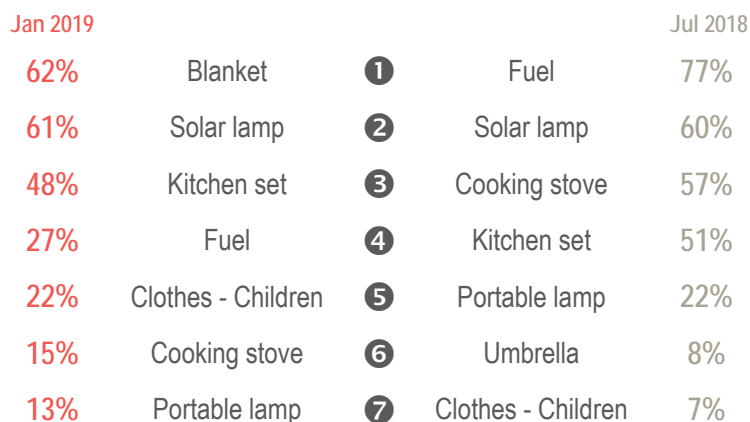 Jan 2019 Jul 2018
62% Blanket ❶ Fuel 77%
61% Solar lamp ❷ Solar lamp 60%
48% Kitchen set ❸ Cooking stove 57%
27% Fuel ❹ Kitchen set 51%
22% Clothes - Children ❺ Portable lamp 22%
15% Cooking stove ❻ Umbrella 8%
13% Portable lamp ❼ Clothes - Children 7%